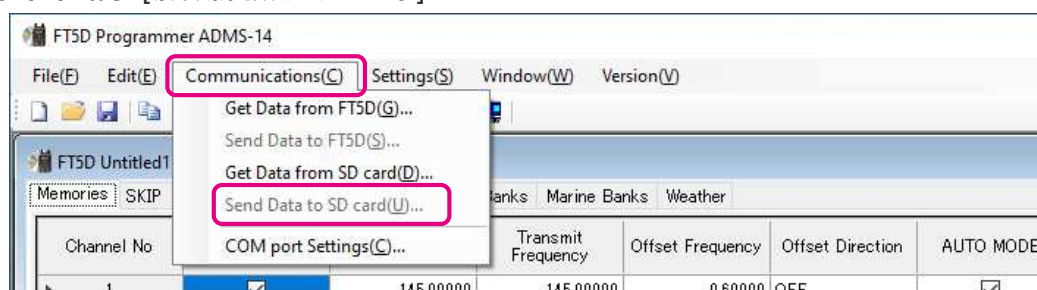 FT5D Programmer ADMS-14
File(F) Edit(E) Communications(C) Settings(S) Window(W) Version(V)
Get Data from FT5D(G)...
Send Data to FT5D(S)...
FT5D Untitled1
Get Data from SD card(D)...
Memories SKIP Send Data to SD card(U)... Banks Marine Banks Weather
COM port Settings(C)...
Channel No Transmit Frequency Offset Frequency Offset Direction AUTO MODE
1 145.00000 145.00000 0.60000 OFF